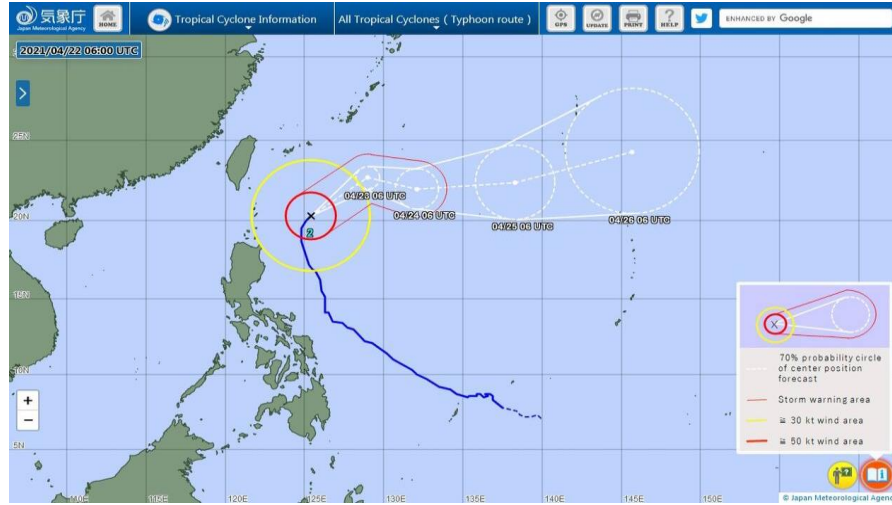 気象庁
Japan Meteorological Agency
HOME
Tropical Cyclone Information
All Tropical Cyclones ( Typhoon route )
GPS
UPDATE
PRINT
HELP
ENHANCED BY Google
2021/04/22 06:00 UTC
25N
20N
15N
10N
5N
2
04/23 06 UTC
04/24 06 UTC
04/25 06 UTC
04/26 06 UTC
70% probability circle
of center position
forecast
Storm warning area
≧ 30 kt wind area
≧ 50 kt wind area
110E
115E
120E
125E
130E
135E
140E
145E
150E
© Japan Meteorological Agenc